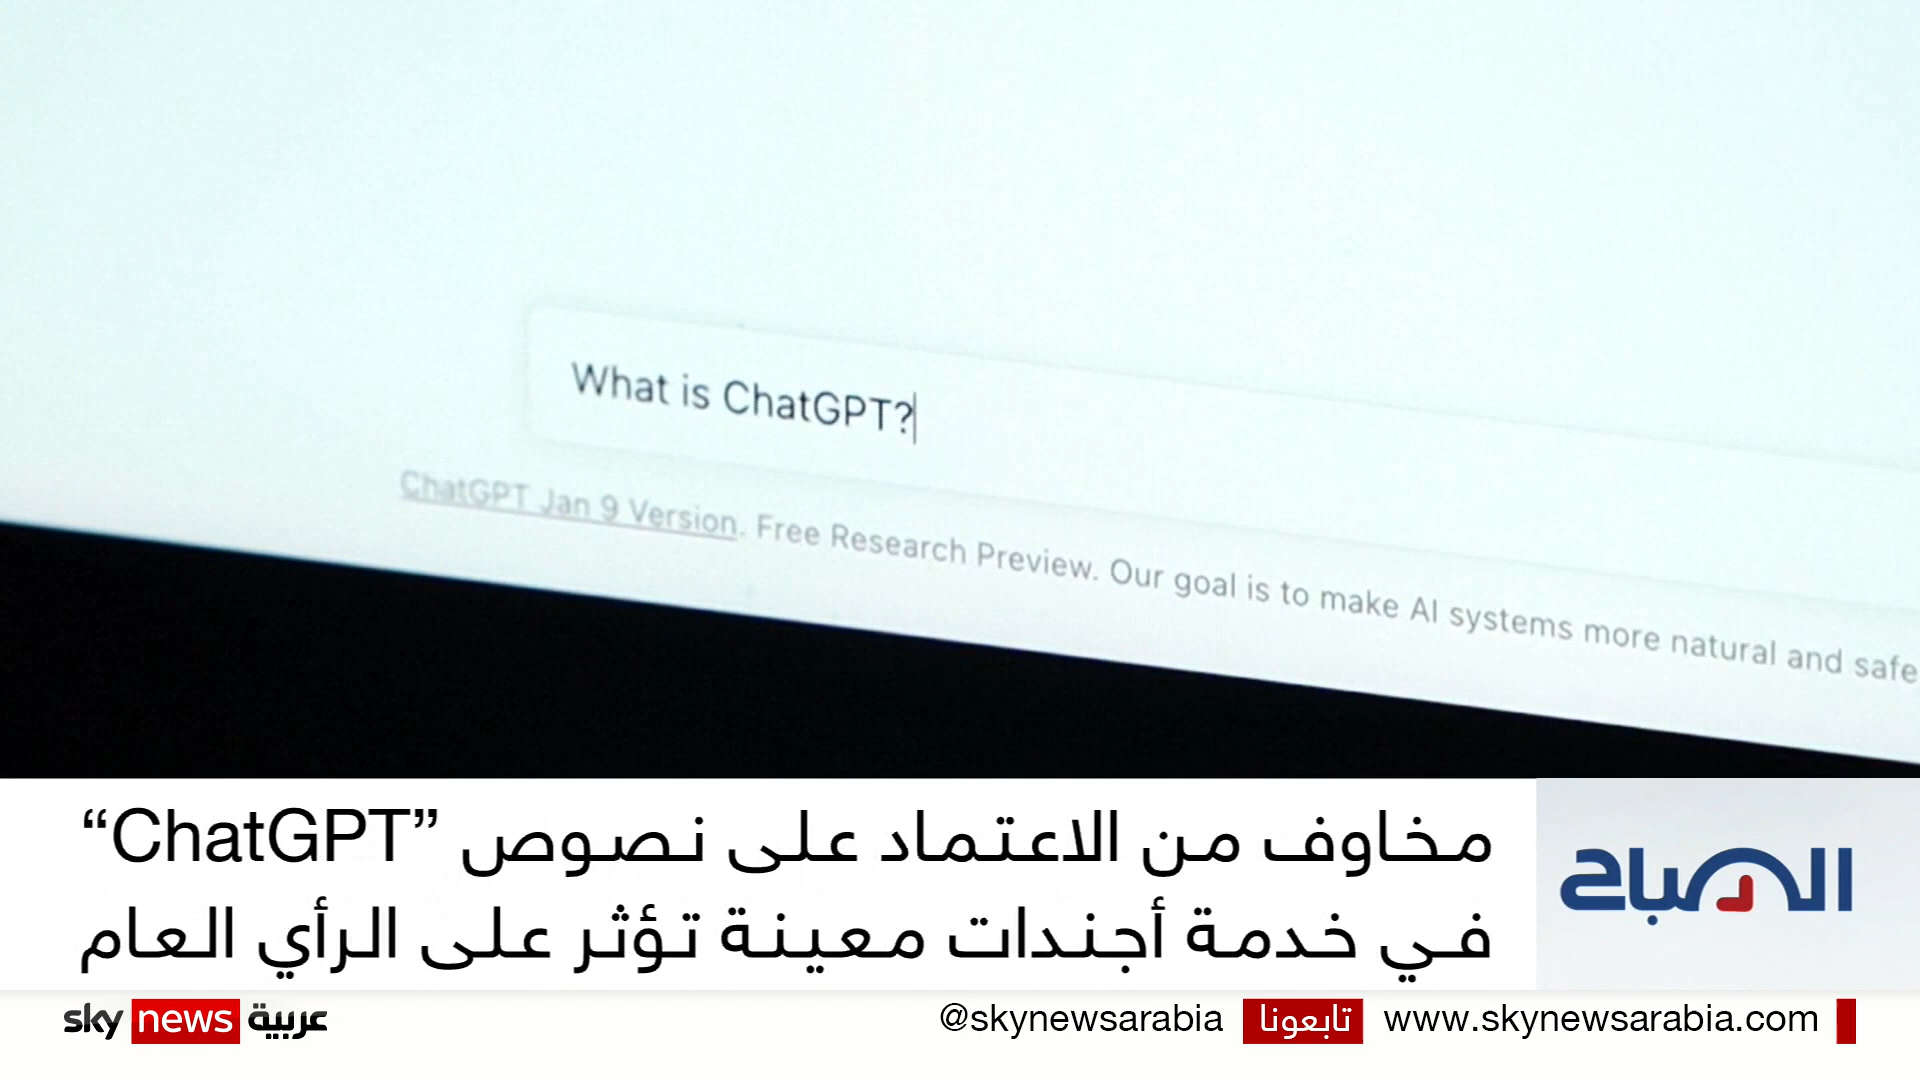 What is ChatGPT?
ChatGPT Jan 9 Version. Free Research Preview. Our goal is to make AI systems more natural and safe
مخاوف من الاعتماد على نصوص “ChatGPT”
في خدمة أجندات معينة تؤثر على الرأي العام
الصباح
sky news عربية
@skynewsarabia تابعونا www.skynewsarabia.com